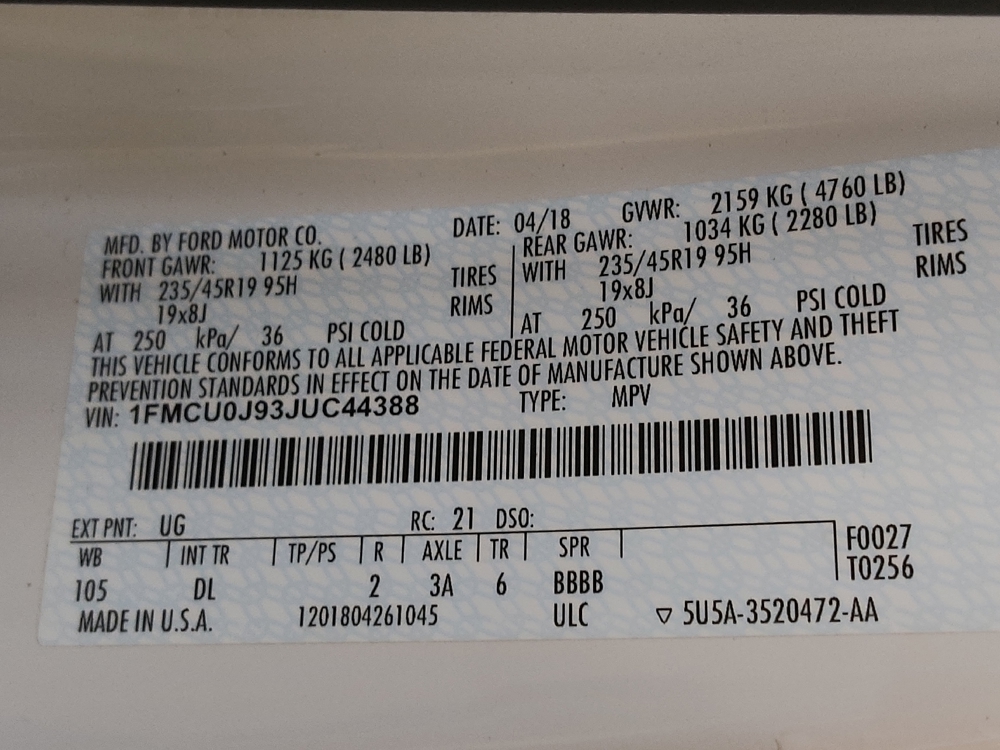 MFD. BY FORD MOTOR CO. DATE: 04/18 GVWR: 2159 KG ( 4760 LB)
FRONT GAWR: 1125 KG ( 2480 LB) REAR GAWR: 1034 KG ( 2280 LB)
WITH 235/45R19 95H TIRES WITH 235/45R19 95H TIRES
19x8J RIMS 19x8J RIMS
AT 250 kPa/ 36 PSI COLD AT 250 kPa/ 36 PSI COLD
THIS VEHICLE CONFORMS TO ALL APPLICABLE FEDERAL MOTOR VEHICLE SAFETY AND THEFT
PREVENTION STANDARDS IN EFFECT ON THE DATE OF MANUFACTURE SHOWN ABOVE.
VIN: 1FMCU0J93JUC44388 TYPE: MPV
EXT PNT: UG RC: 21 DSO:
WB INT TR TP/PS R AXLE TR SPR F0027
105 DL 2 3A 6 BBBB T0256
MADE IN U.S.A. 1201804261045 ULC ▽ 5U5A-3520472-AA